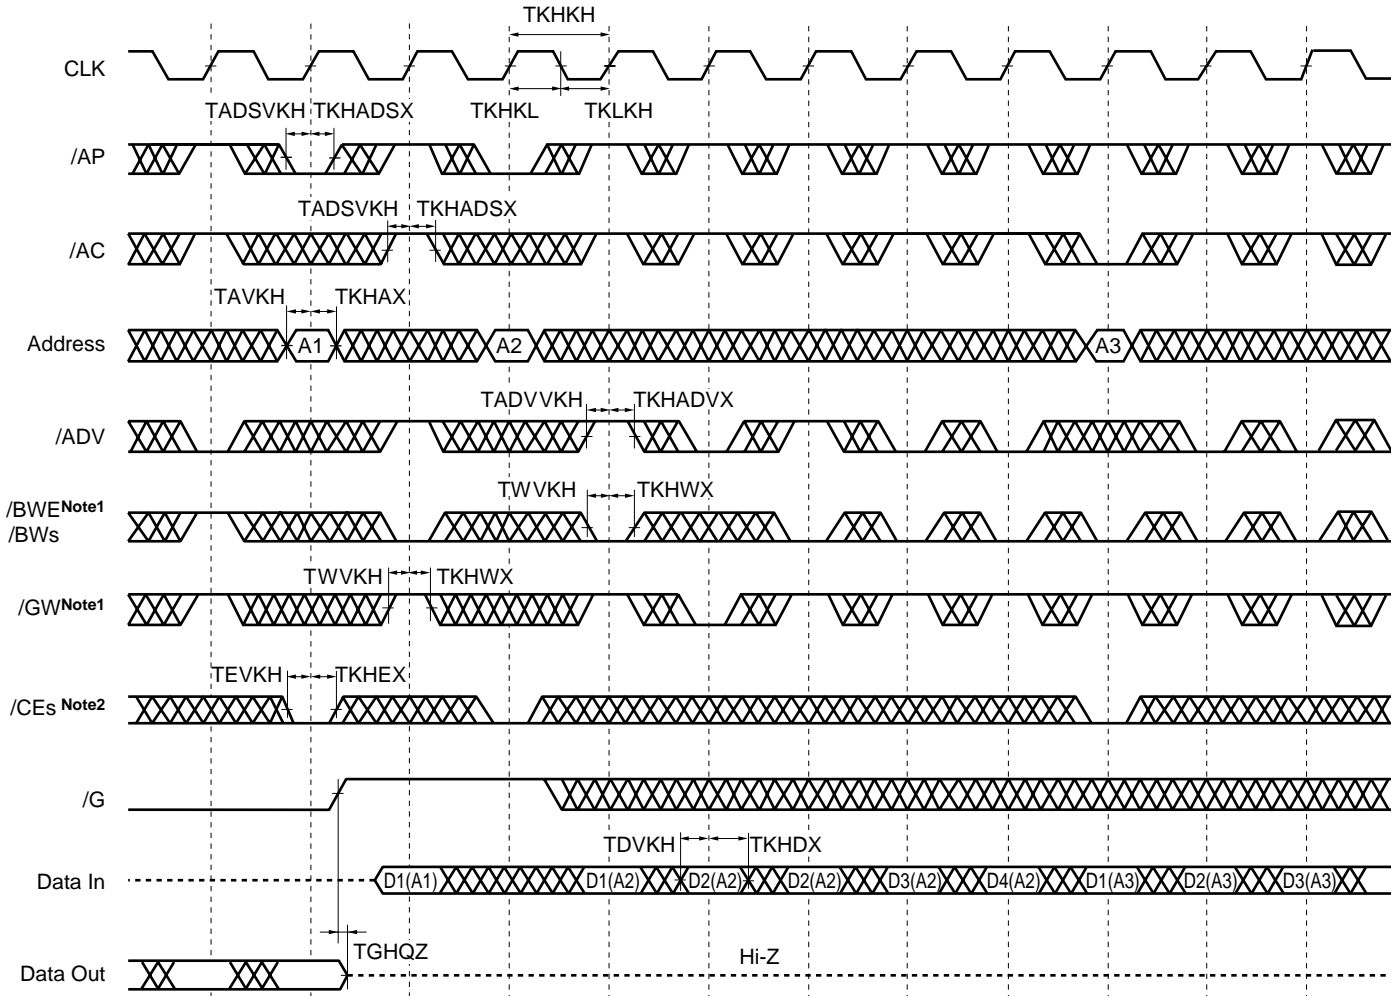 TKHKH
CLK
TKHKL TKLKH
TADSVKH TKHADSX
/AP
TADSVKH TKHADSX
/AC
TAVKH TKHAX
Address A1 A2 A3
TADVVKH TKHADVX
/ADV
TWVKH TKHWX
/BWENote1
/BWs
TWVKH TKHWX
/GWNote1
TEVKH TKHEX
/CEs Note2
/G
TDVKH TKHDX
Data In D1(A1) D1(A2) D2(A2) D2(A2) D3(A2) D4(A2) D1(A3) D2(A3) D3(A3)
TGHQZ
Hi-Z
Data Out